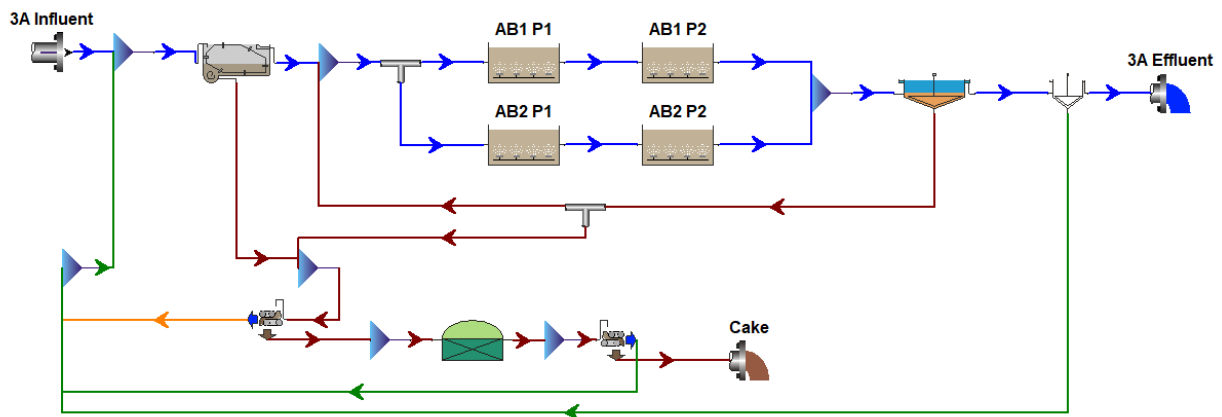 3A Influent
AB1 P1
AB1 P2
3A Effluent
AB2 P1
AB2 P2
Cake